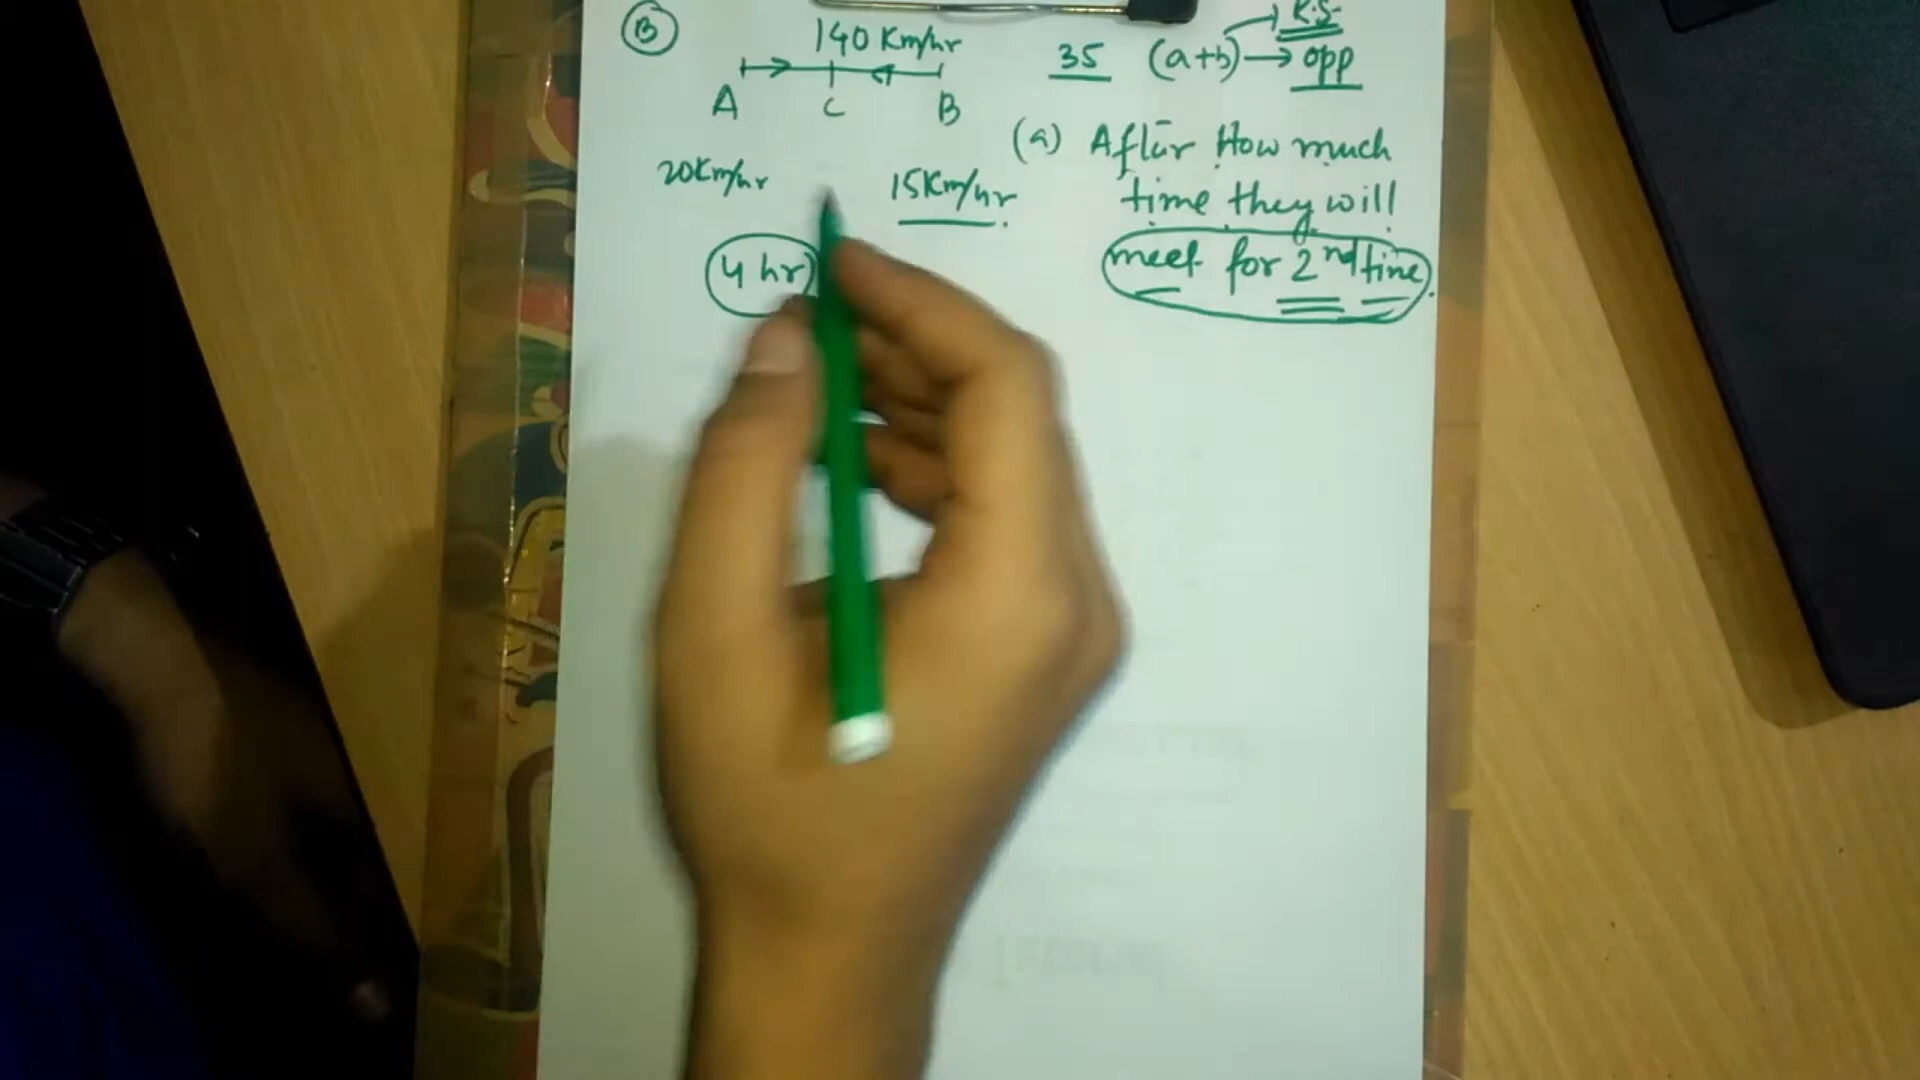 B 140 Km/hr 35 (a+b) → R.S.
→ opp
A C B
(a) After How much
20Km/hr 15Km/hr time they will
4 hr meet for 2nd time.